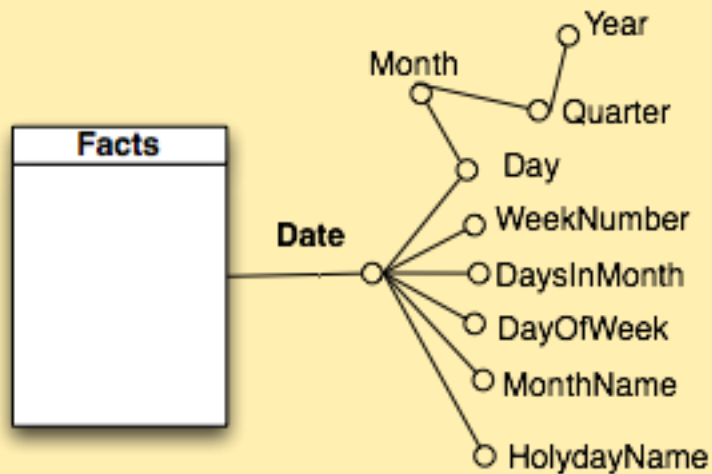 Year
Month
Quarter
Facts
Day
WeekNumber
Date
DaysInMonth
DayOfWeek
MonthName
HolydayName